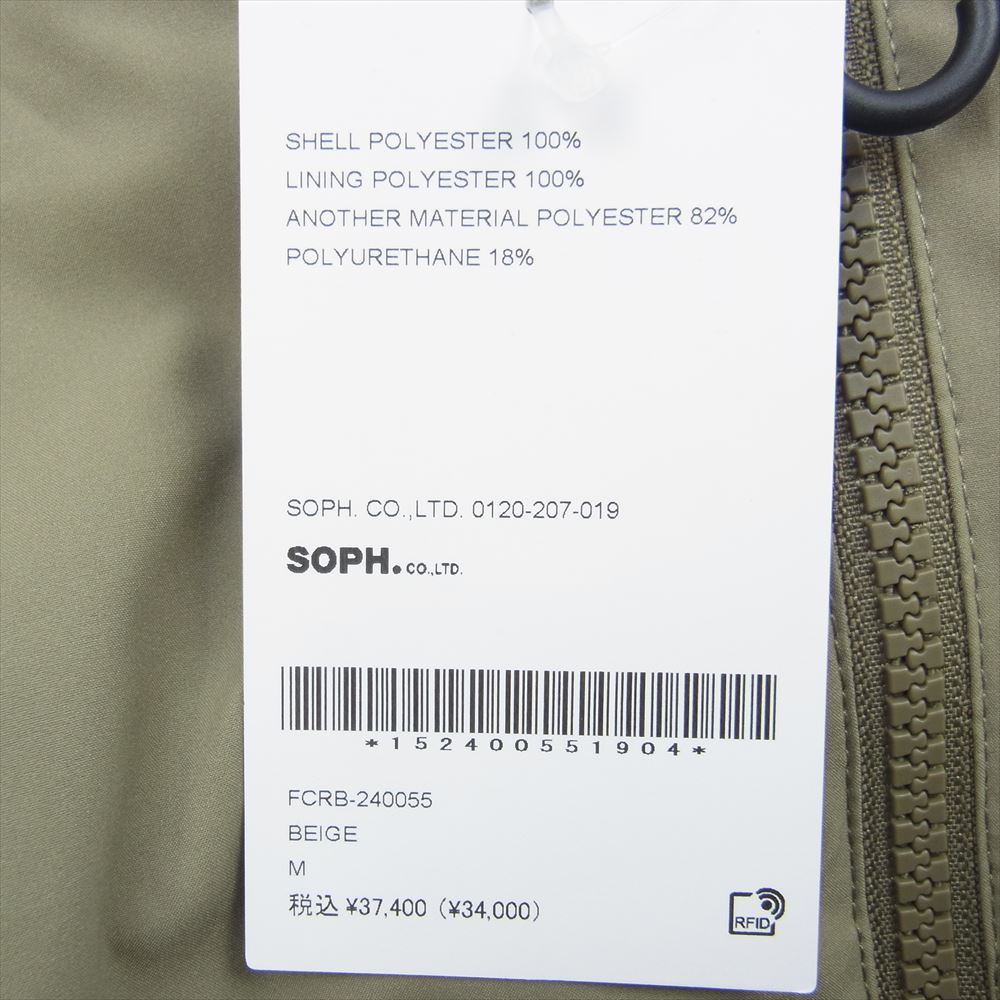 SHELL POLYESTER 100%
LINING POLYESTER 100%
ANOTHER MATERIAL POLYESTER 82%
POLYURETHANE 18%
SOPH. CO.,LTD. 0120-207-019
SOPH. CO.,LTD.
*152400551904*
FCRB-240055
BEIGE
M
税込 ¥37,400 (¥34,000)
RFID